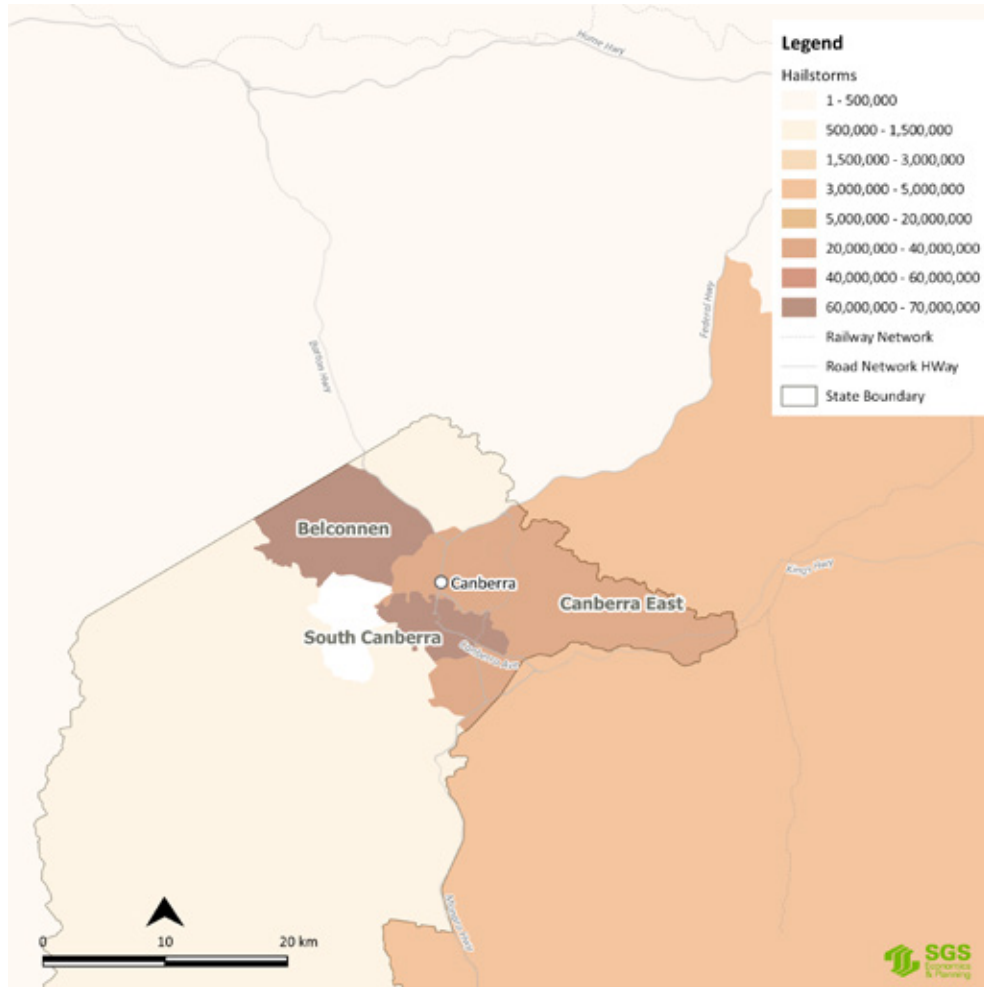 Legend
Hailstorms
1 - 500,000
500,000 - 1,500,000
1,500,000 - 3,000,000
3,000,000 - 5,000,000
5,000,000 - 20,000,000
20,000,000 - 40,000,000
40,000,000 - 60,000,000
60,000,000 - 70,000,000
Railway Network
Road Network HWay
State Boundary
Hume Hwy
Federal Hwy
Barton Hwy
Belconnen
Kings Hwy
Canberra
Canberra East
South Canberra
Canberra Ave
Monaro Hwy
0 10 20 km
SGS
Economics
& Planning